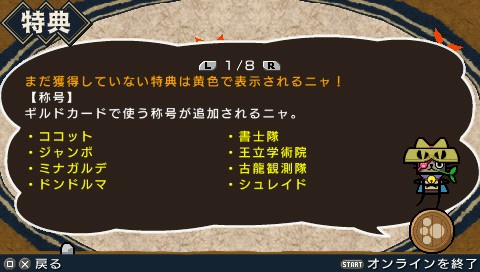 特典
L 1/8 R
まだ獲得していない特典は黄色で表示されるニャ！
【称号】
ギルドカードで使う称号が追加されるニャ。
・ココット ・書士隊
・ジャンボ ・王立学術院
・ミナガルデ ・古龍観測隊
・ドンドルマ ・シュレイド
戻る START オンラインを終了